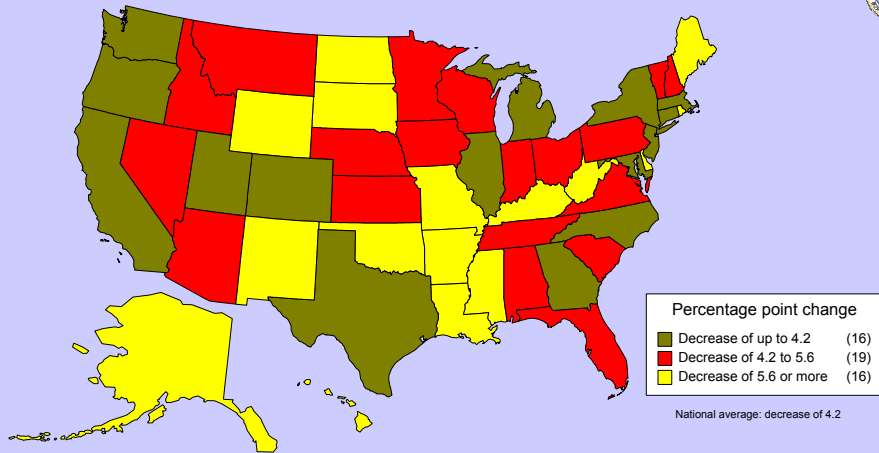 Percentage point change
Decrease of up to 4.2 (16)
Decrease of 4.2 to 5.6 (19)
Decrease of 5.6 or more (16)
National average: decrease of 4.2